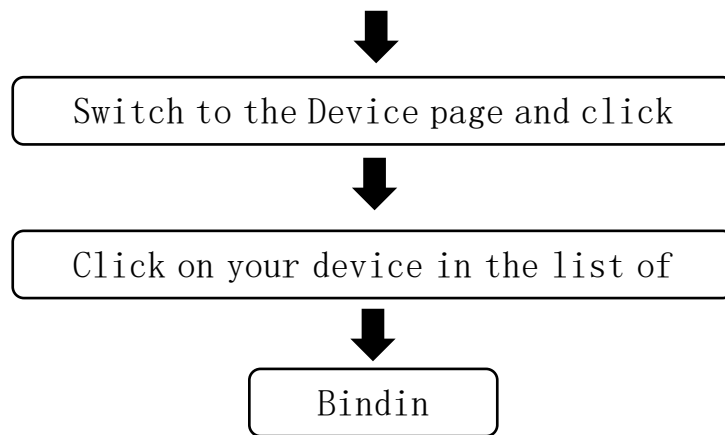 Switch to the Device page and click
Click on your device in the list of
Bindin